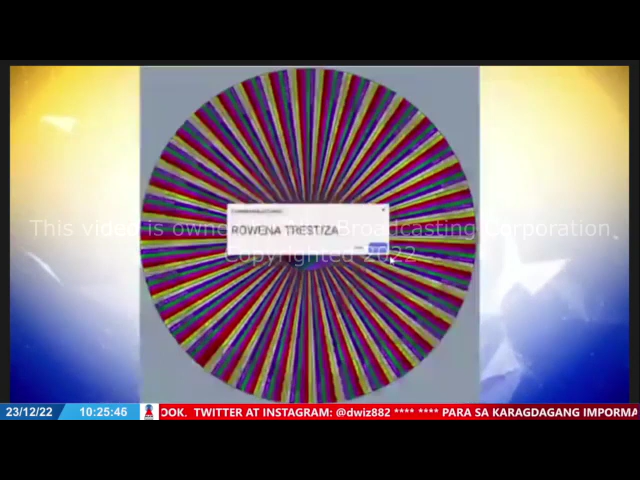 ROWENA TRESTIZA
This video is owned Broadcasting Corporation
Copyrighted 2022
23/12/22 10:25:46 OOK. TWITTER AT INSTAGRAM: @dwiz882 **** **** PARA SA KARAGDAGANG IMPORMA